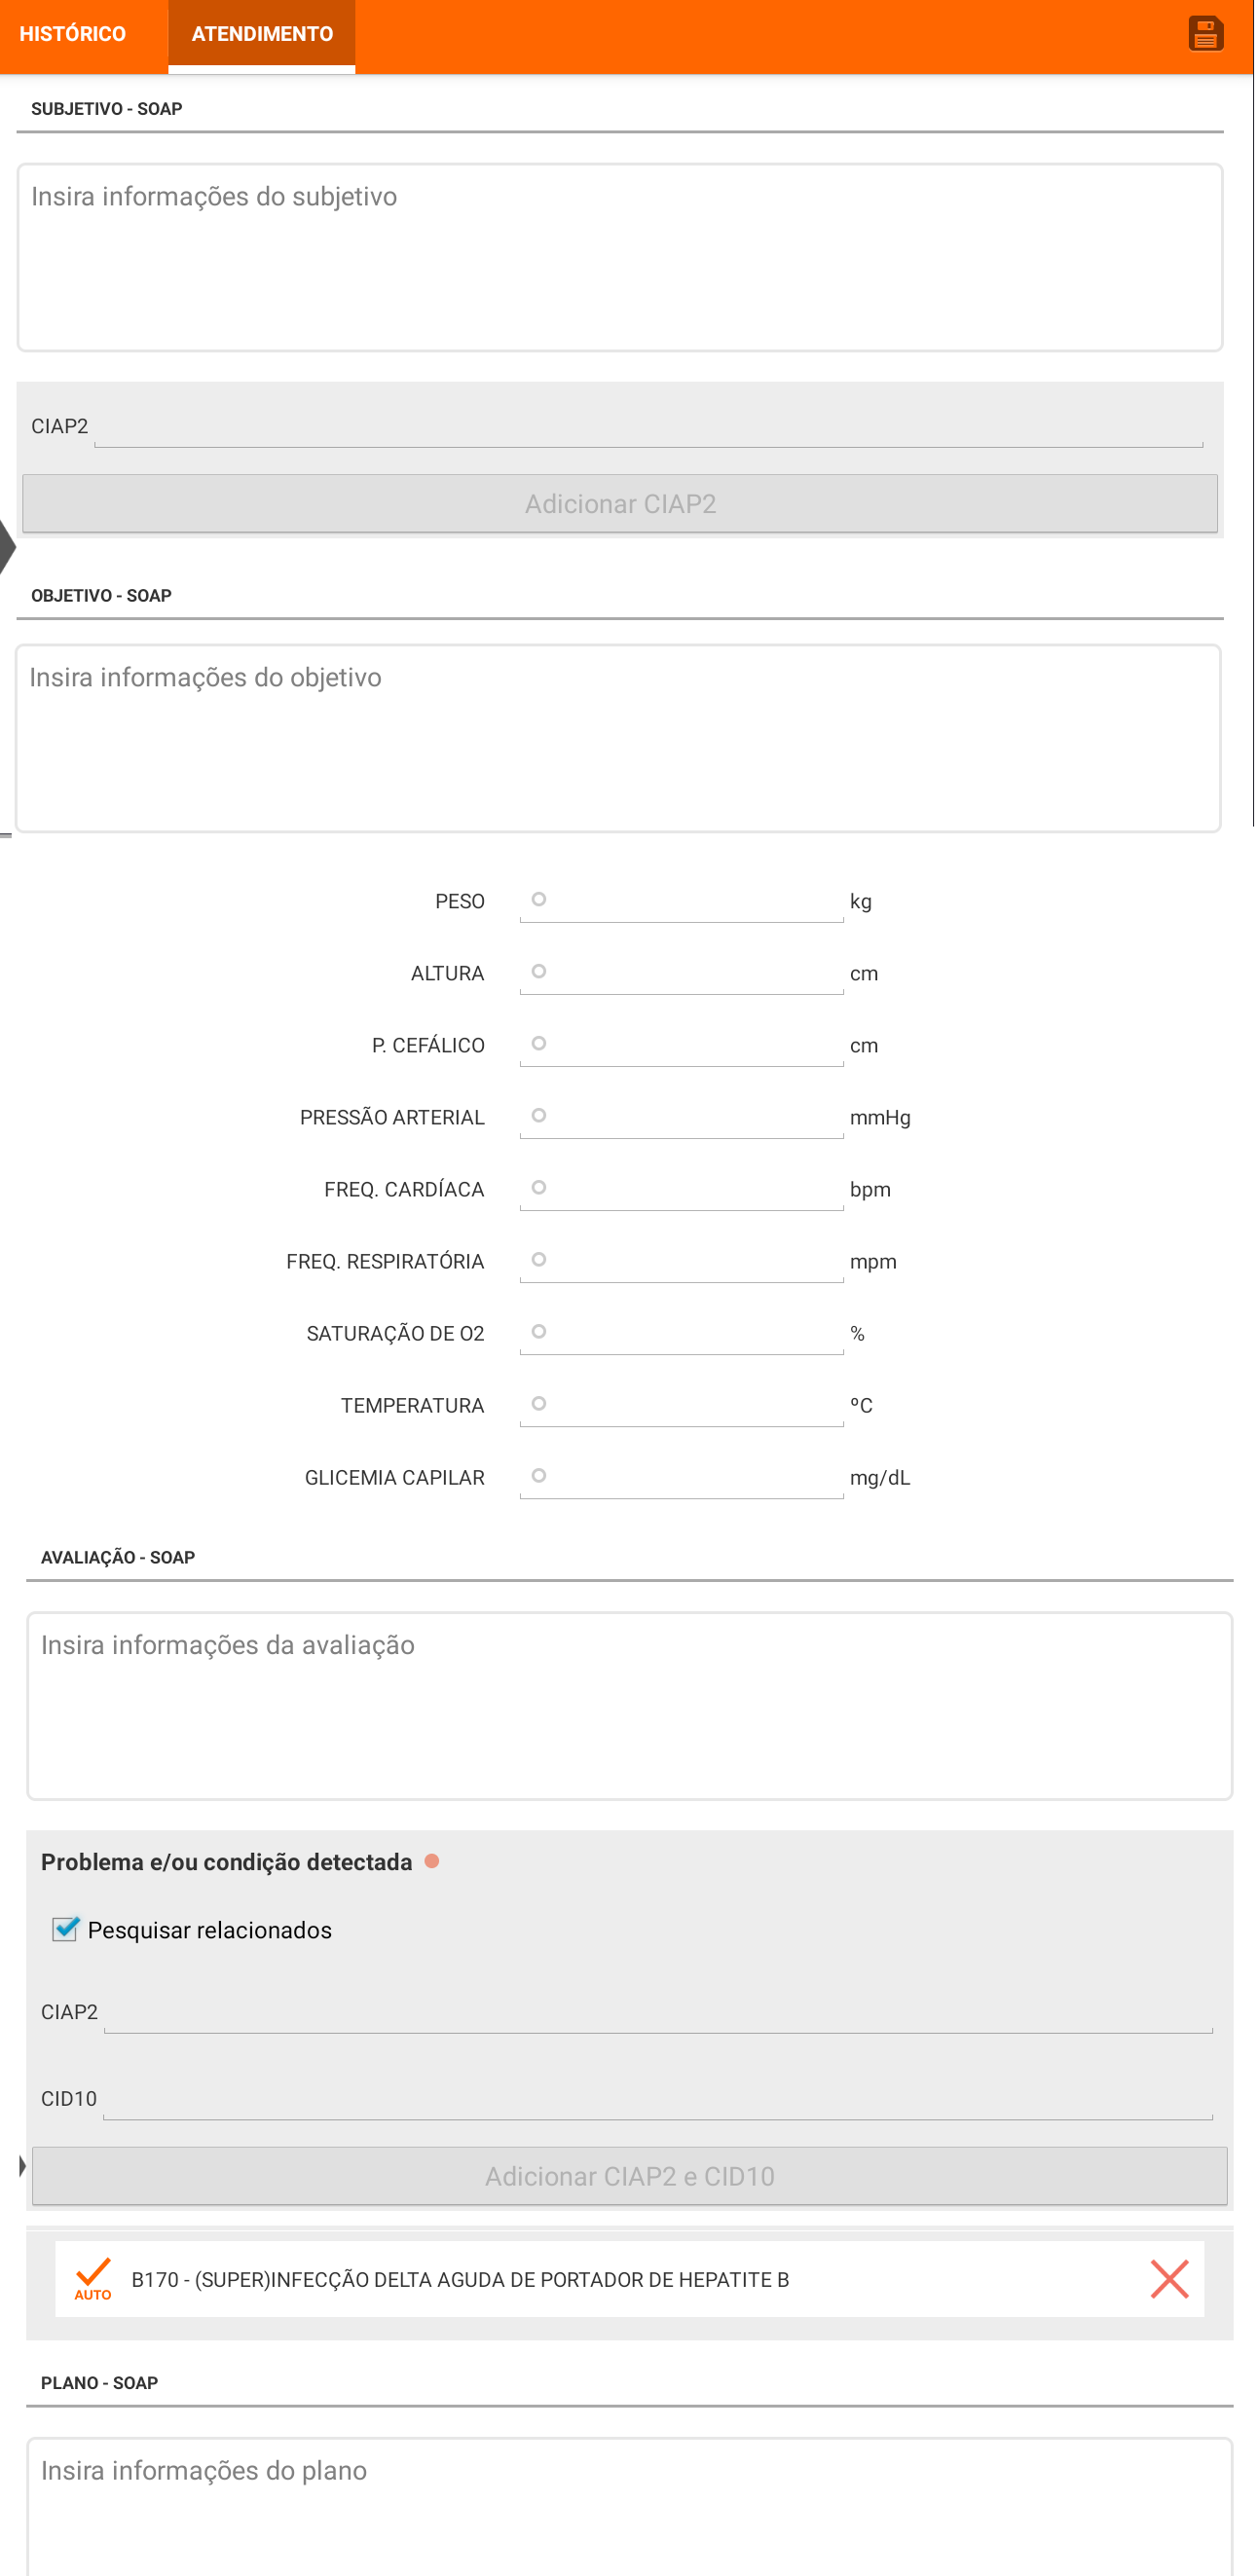 HISTÓRICO ATENDIMENTO
SUBJETIVO - SOAP
Insira informações do subjetivo
CIAP2
Adicionar CIAP2
OBJETIVO - SOAP
Insira informações do objetivo
PESO kg
ALTURA cm
P. CEFÁLICO cm
PRESSÃO ARTERIAL mmHg
FREQ. CARDÍACA bpm
FREQ. RESPIRATÓRIA mpm
SATURAÇÃO DE O2 %
TEMPERATURA ºC
GLICEMIA CAPILAR mg/dL
AVALIAÇÃO - SOAP
Insira informações da avaliação
Problema e/ou condição detectada
Pesquisar relacionados
CIAP2
CID10
Adicionar CIAP2 e CID10
AUTO B170 - (SUPER)INFECÇÃO DELTA AGUDA DE PORTADOR DE HEPATITE B
PLANO - SOAP
Insira informações do plano